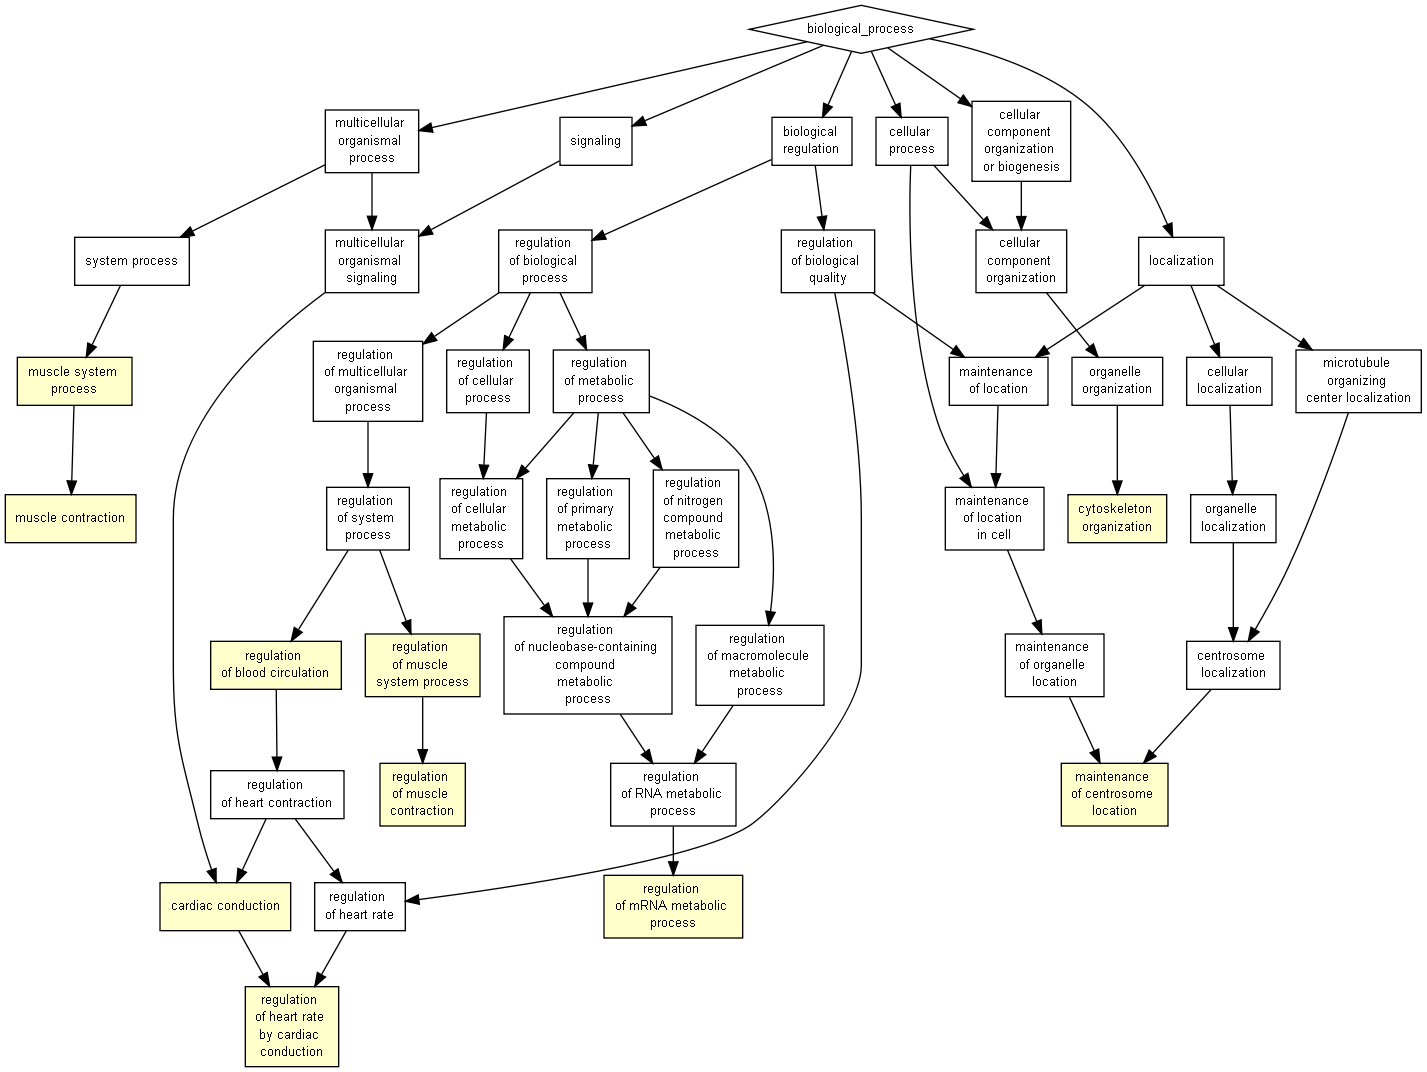 biological_process
multicellular
organismal
process
signaling
biological
regulation
cellular
process
cellular
component
organization
or biogenesis
system process
multicellular
organismal
signaling
regulation
of biological
process
regulation
of biological
quality
cellular
component
organization
localization
muscle system
process
regulation
of multicellular
organismal
process
regulation
of cellular
process
regulation
of metabolic
process
maintenance
of location
organelle
organization
cellular
localization
microtubule
organizing
center localization
muscle contraction
regulation
of system
process
regulation
of cellular
metabolic
process
regulation
of primary
metabolic
process
regulation
of nitrogen
compound
metabolic
process
maintenance
of location
in cell
cytoskeleton
organization
organelle
localization
regulation
of blood circulation
regulation
of muscle
system process
regulation
of nucleobase-containing
compound
metabolic
process
regulation
of macromolecule
metabolic
process
maintenance
of organelle
location
centrosome
localization
regulation
of heart contraction
regulation
of muscle
contraction
regulation
of RNA metabolic
process
maintenance
of centrosome
location
cardiac conduction
regulation
of heart rate
regulation
of mRNA metabolic
process
regulation
of heart rate
by cardiac
conduction